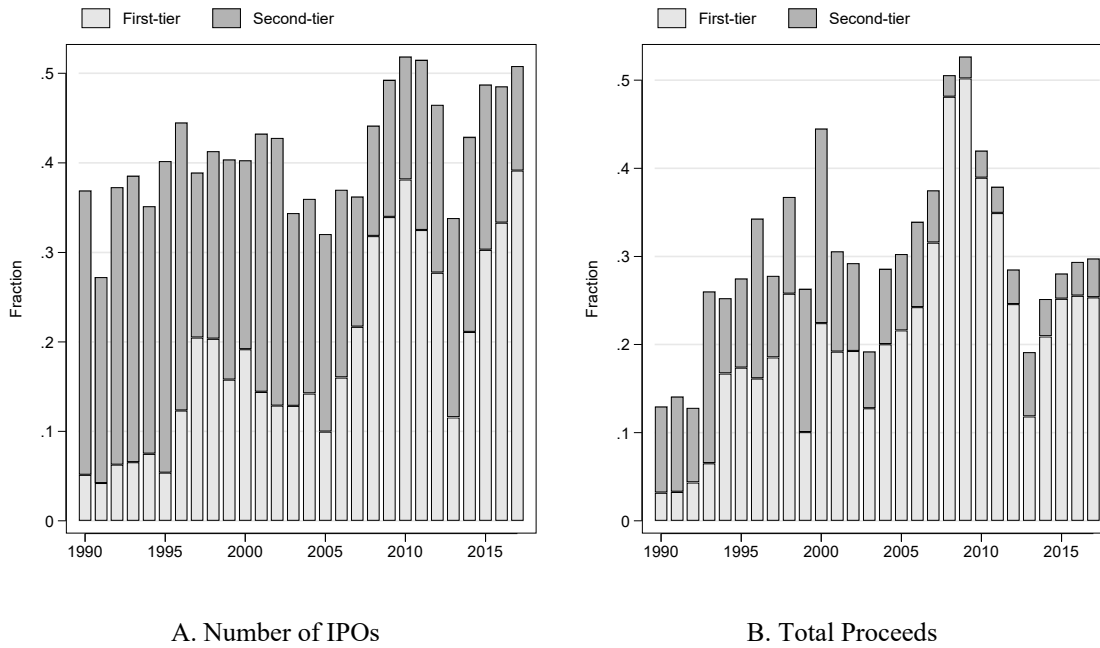 First-tier Second-tier
.5
.4
.3
.2
.1
0
Fraction
1990 1995 2000 2005 2010 2015
A. Number of IPOs
First-tier Second-tier
.5
.4
.3
.2
.1
0
Fraction
1990 1995 2000 2005 2010 2015
B. Total Proceeds